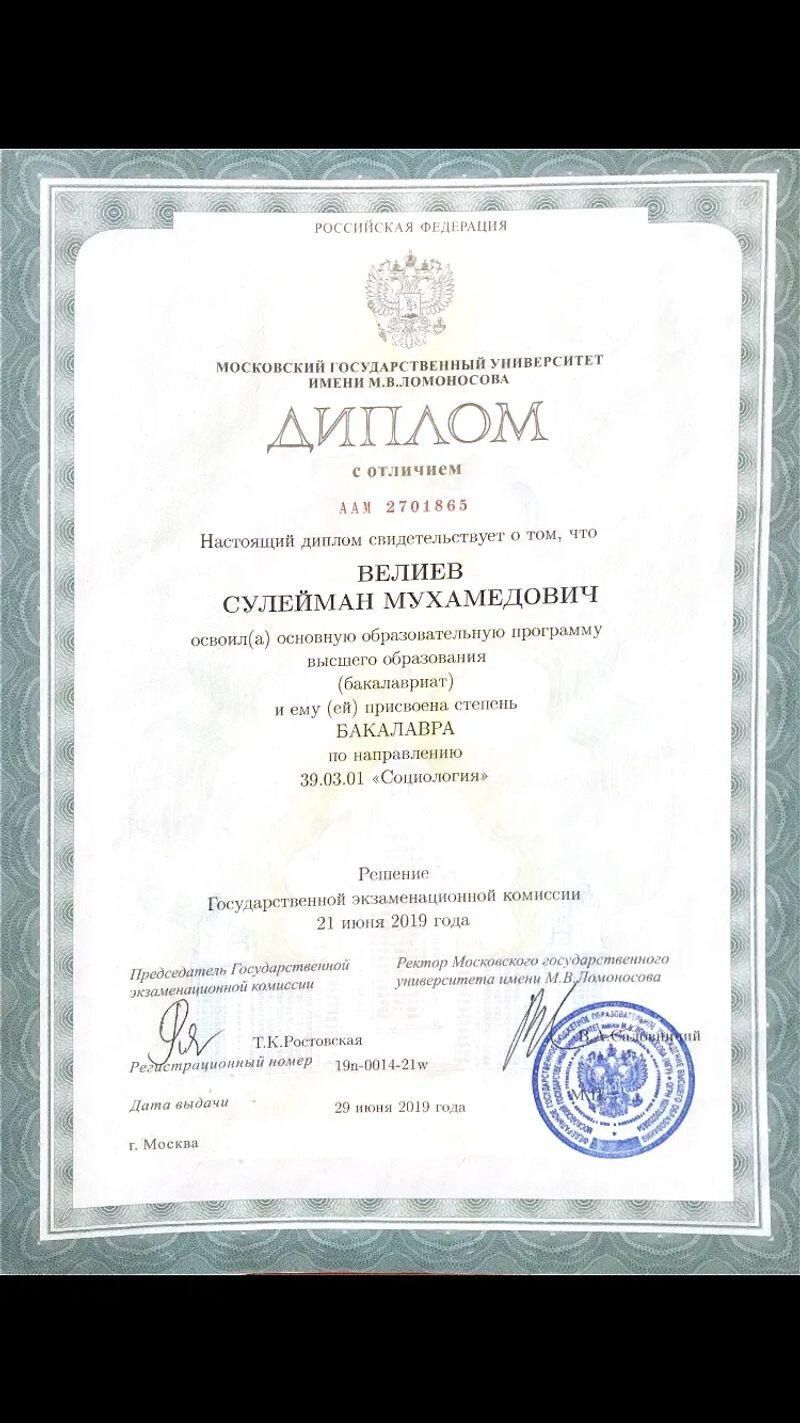 РОССИЙСКАЯ ФЕДЕРАЦИЯ
МОСКОВСКИЙ ГОСУДАРСТВЕННЫЙ УНИВЕРСИТЕТ
ИМЕНИ М.В.ЛОМОНОСОВА
ДИПЛОМ
с отличием
ААМ 2701865
Настоящий диплом свидетельствует о том, что
ВЕЛИЕВ
СУЛЕЙМАН МУХАМЕДОВИЧ
освоил(а) основную образовательную программу
высшего образования
(бакалавриат)
и ему (ей) присвоена степень
БАКАЛАВРА
по направлению
39.03.01 «Социология»
Решение
Государственной экзаменационной комиссии
21 июня 2019 года
Председатель Государственной
экзаменационной комиссии
Ректор Московского государственного
университета имени М.В.Ломоносова
Т.К.Ростовская
В.А.Садовничий
Регистрационный номер 19п-0014-21w
М.П.
Дата выдачи 29 июня 2019 года
г. Москва